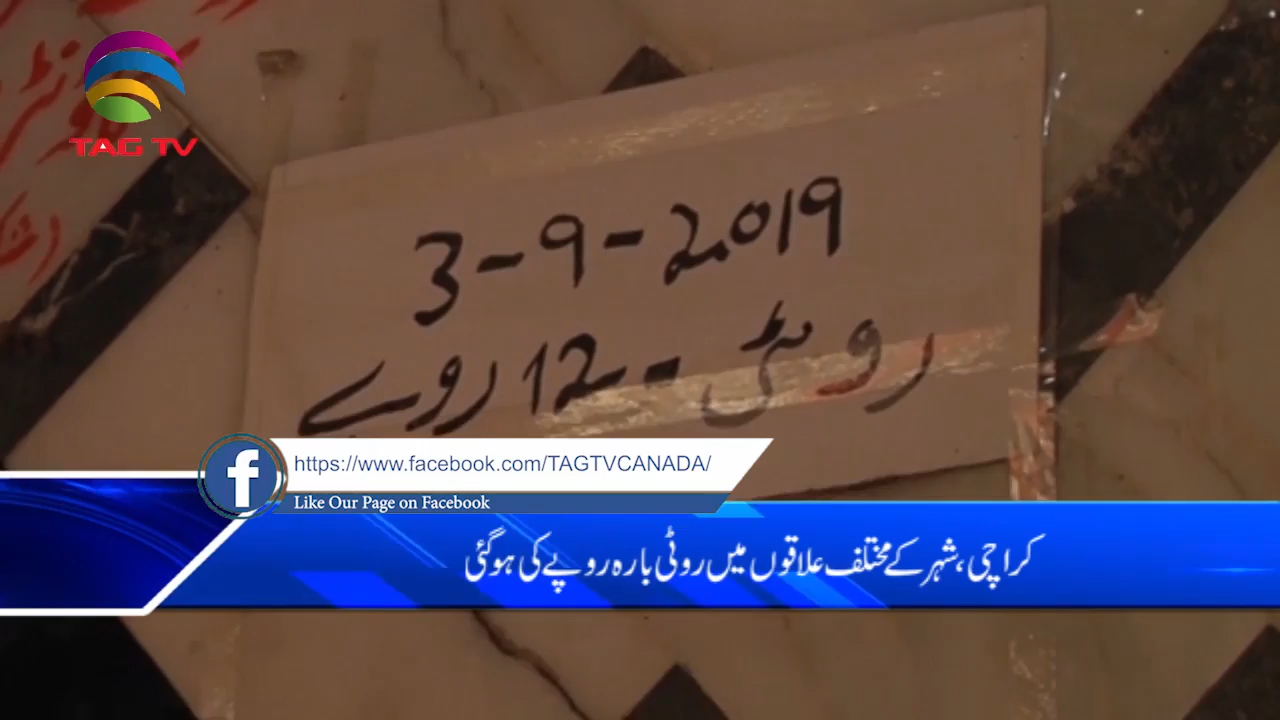 TAG TV
3-9-2019
روٹی - 12 روپے
https://www.facebook.com/TAGTVCANADA/
Like Our Page on Facebook
کراچی، شہر کے مختلف علاقوں میں روٹی بارہ روپے کی ہوگئی